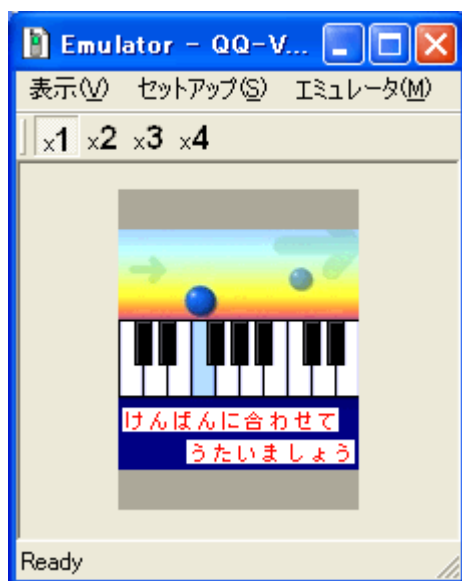 Emulator - QQ-V...
表示(V) セットアップ(S) エミュレータ(M)
x1 x2 x3 x4
けんばんに合わせて
うたいましょう
Ready